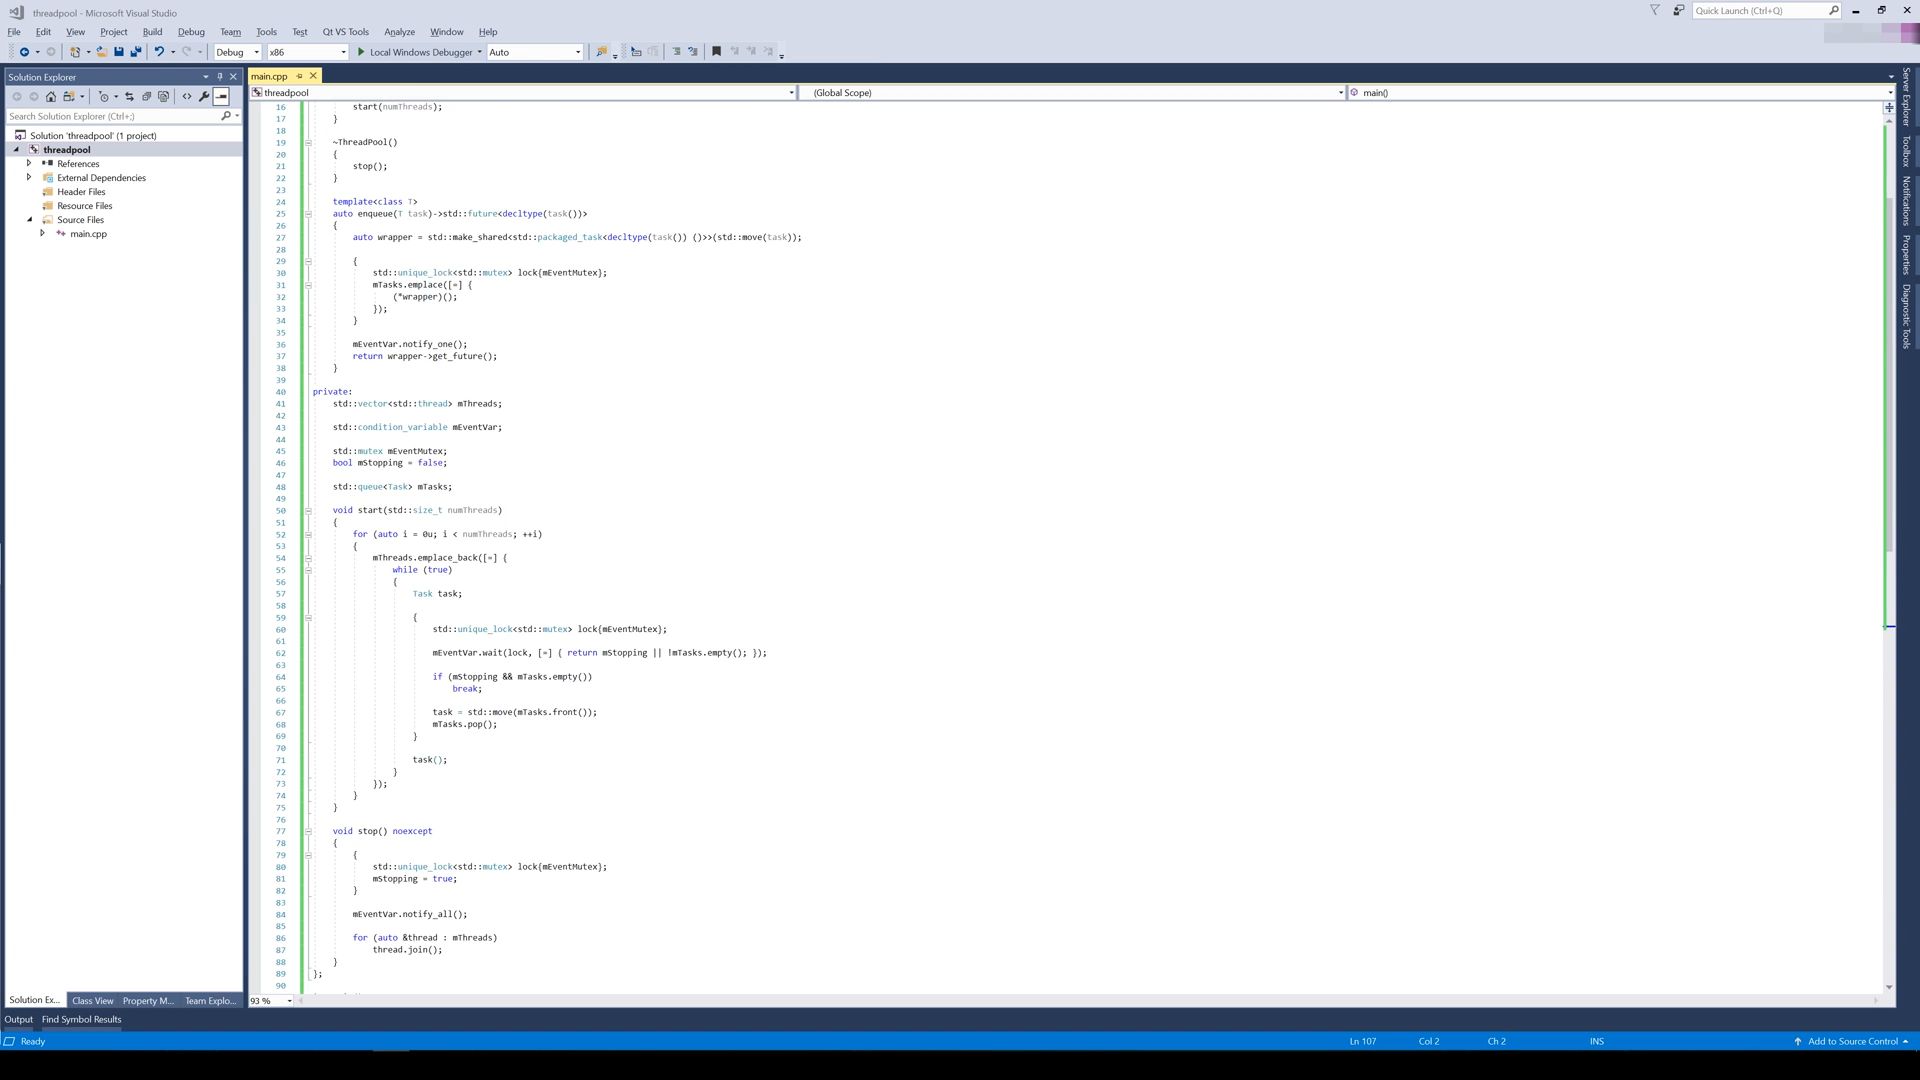 threadpool - Microsoft Visual Studio
Quick Launch (Ctrl+Q)
File Edit View Project Build Debug Team Tools Test Qt VS Tools Analyze Window Help
Debug x86 Local Windows Debugger Auto
Solution Explorer
Search Solution Explorer (Ctrl+;)
Solution 'threadpool' (1 project)
threadpool
References
External Dependencies
Header Files
Resource Files
Source Files
main.cpp
Solution Ex... Class View Property M... Team Explo...
main.cpp
threadpool (Global Scope) main()
16 start(numThreads);
17 }
18
19 ~ThreadPool()
20 {
21 stop();
22 }
23
24 template<class T>
25 auto enqueue(T task)->std::future<decltype(task())>
26 {
27 auto wrapper = std::make_shared<std::packaged_task<decltype(task()) ()>>(std::move(task));
28
29 {
30 std::unique_lock<std::mutex> lock{mEventMutex};
31 mTasks.emplace([=] {
32 (*wrapper)();
33 });
34 }
35
36 mEventVar.notify_one();
37 return wrapper->get_future();
38 }
39
40 private:
41 std::vector<std::thread> mThreads;
42
43 std::condition_variable mEventVar;
44
45 std::mutex mEventMutex;
46 bool mStopping = false;
47
48 std::queue<Task> mTasks;
49
50 void start(std::size_t numThreads)
51 {
52 for (auto i = 0u; i < numThreads; ++i)
53 {
54 mThreads.emplace_back([=] {
55 while (true)
56 {
57 Task task;
58
59 {
60 std::unique_lock<std::mutex> lock{mEventMutex};
61
62 mEventVar.wait(lock, [=] { return mStopping || !mTasks.empty(); });
63
64 if (mStopping && mTasks.empty())
65 break;
66
67 task = std::move(mTasks.front());
68 mTasks.pop();
69 }
70
71 task();
72 }
73 });
74 }
75 }
76
77 void stop() noexcept
78 {
79 {
80 std::unique_lock<std::mutex> lock{mEventMutex};
81 mStopping = true;
82 }
83
84 mEventVar.notify_all();
85
86 for (auto &thread : mThreads)
87 thread.join();
88 }
89 };
90
93 %
Server Explorer
Toolbox
Notifications
Properties
Diagnostic Tools
Output Find Symbol Results
Ready Ln 107 Col 2 Ch 2 INS Add to Source Control